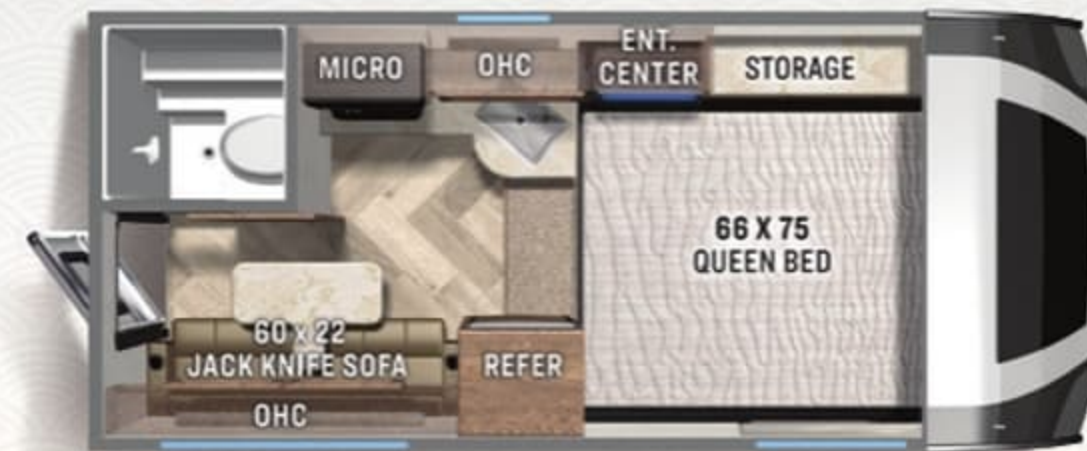 MICRO
OHC
ENT.
CENTER
STORAGE
66 X 75
QUEEN BED
60 x 22
JACK KNIFE SOFA
REFER
OHC